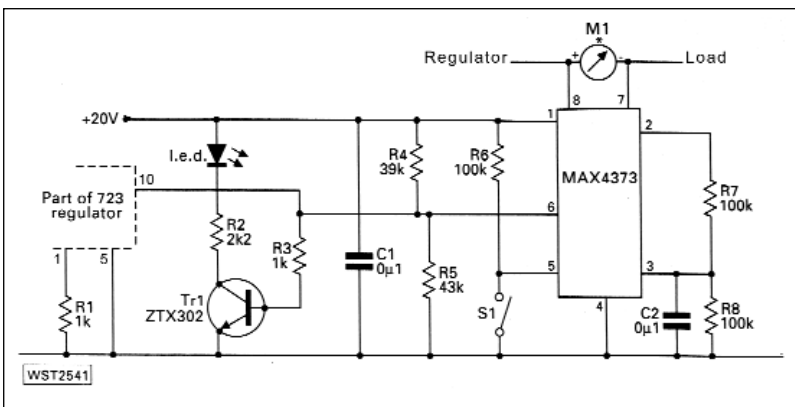 M1
*
Regulator
+
-
Load
8
7
+20V
1
2
l.e.d.
R4
39k
R6
100k
MAX4373
10
Part of 723
regulator
R7
100k
6
R2
2k2
R3
1k
C1
0µ1
R5
43k
5
3
1
5
R1
1k
Tr1
ZTX302
S1
4
C2
0µ1
R8
100k
WST2541